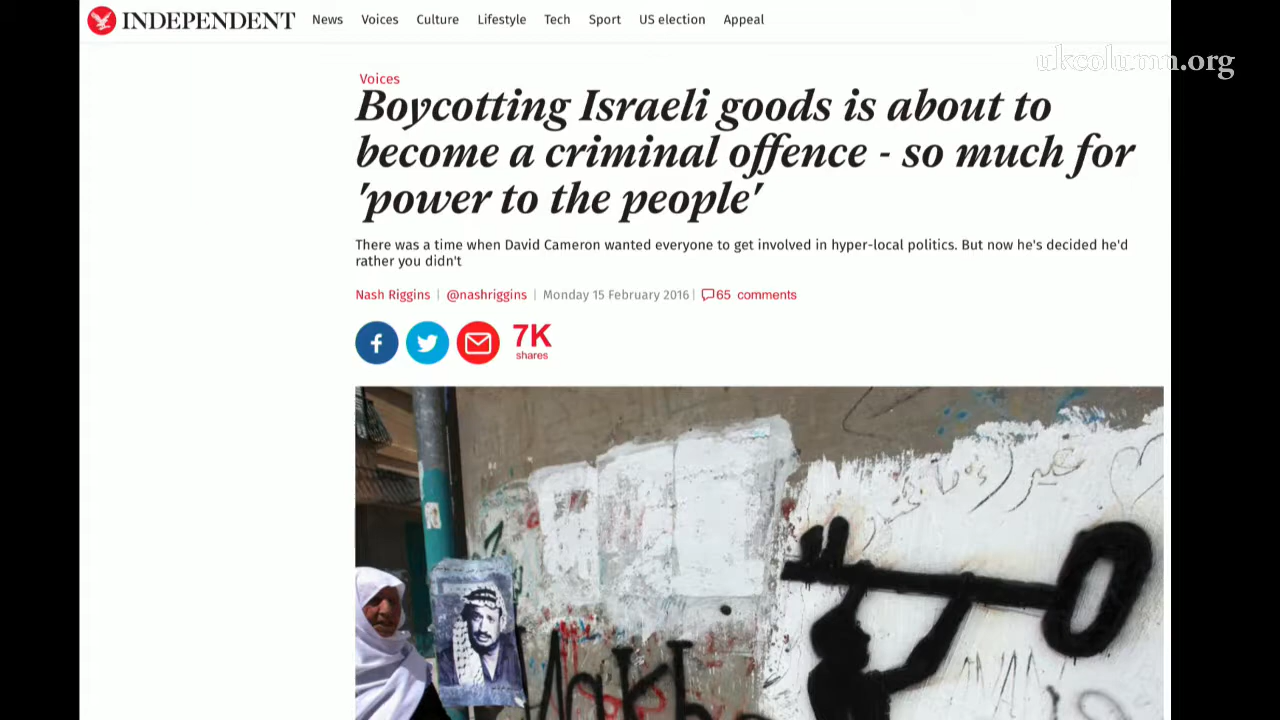 INDEPENDENT News Voices Culture Lifestyle Tech Sport US election Appeal
ukcolumn.org
Voices
Boycotting Israeli goods is about to
become a criminal offence - so much for
'power to the people'
There was a time when David Cameron wanted everyone to get involved in hyper-local politics. But now he's decided he'd
rather you didn't
Nash Riggins | @nashriggins | Monday 15 February 2016 | 65 comments
7K
shares